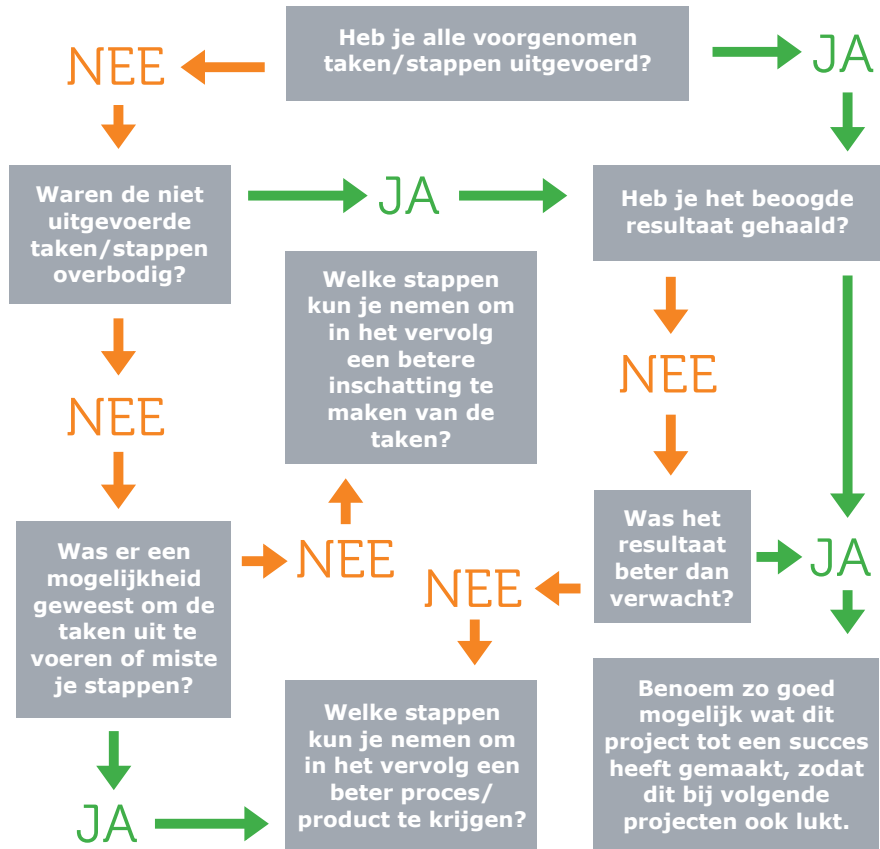 Heb je alle voorgenomen
taken/stappen uitgevoerd?
NEE
JA
Waren de niet
uitgevoerde
taken/stappen
overbodig?
JA
Heb je het beoogde
resultaat gehaald?
Welke stappen
kun je nemen om
in het vervolg
een betere
inschatting te
maken van de
taken?
NEE
NEE
Was er een
mogelijkheid
geweest om de
taken uit te
voeren of miste
je stappen?
NEE
NEE
Was het
resultaat
beter dan
verwacht?
JA
Welke stappen
kun je nemen om
in het vervolg een
beter proces/
product te krijgen?
Benoem zo goed
mogelijk wat dit
project tot een succes
heeft gemaakt, zodat
dit bij volgende
projecten ook lukt.
JA